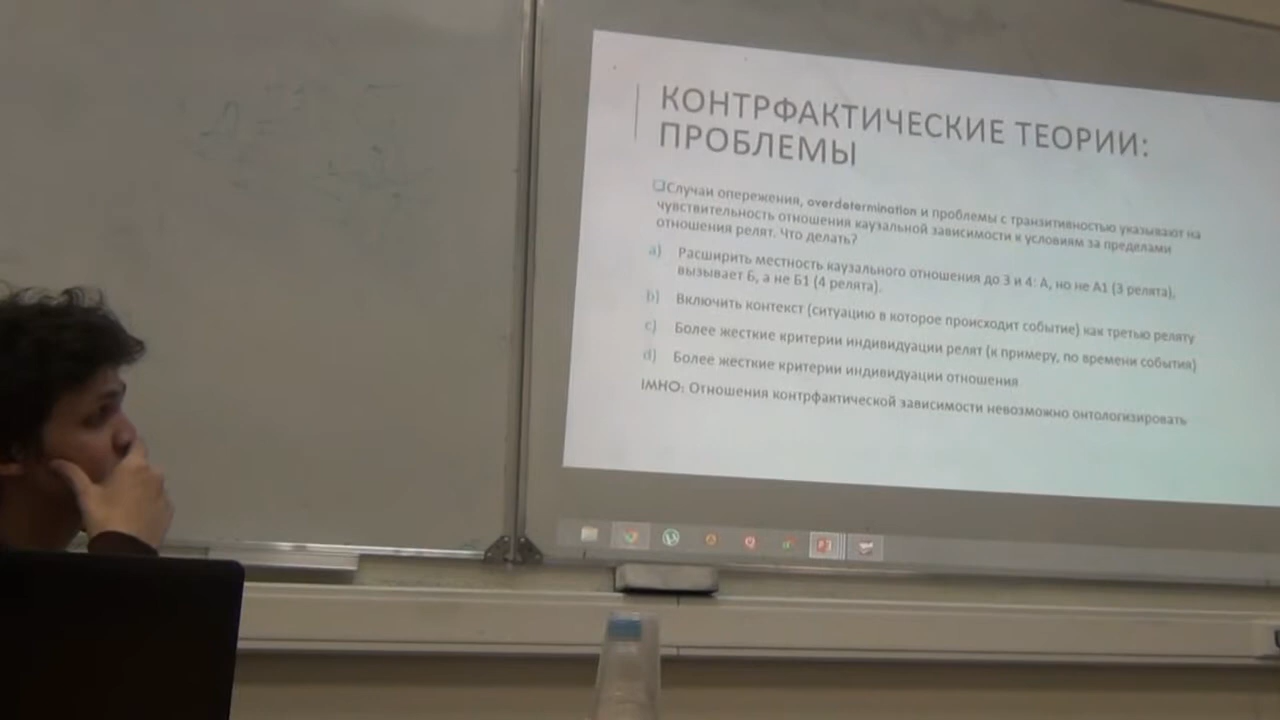 КОНТРФАКТИЧЕСКИЕ ТЕОРИИ:
ПРОБЛЕМЫ
Случаи опережения, overdetermination и проблемы с транзитивностью указывают на
чувствительность отношения каузальной зависимости к условиям за пределами
отношения релят. Что делать?
a) Расширить местность каузального отношения до 3 и 4: А, но не А1 (3 релята),
вызывает Б, а не Б1 (4 релята).
b) Включить контекст (ситуацию в которое происходит событие) как третью реляту
c) Более жесткие критерии индивидуации релят (к примеру, по времени события)
d) Более жесткие критерии индивидуации отношения
IMHO: Отношения контрфактической зависимости невозможно онтологизировать